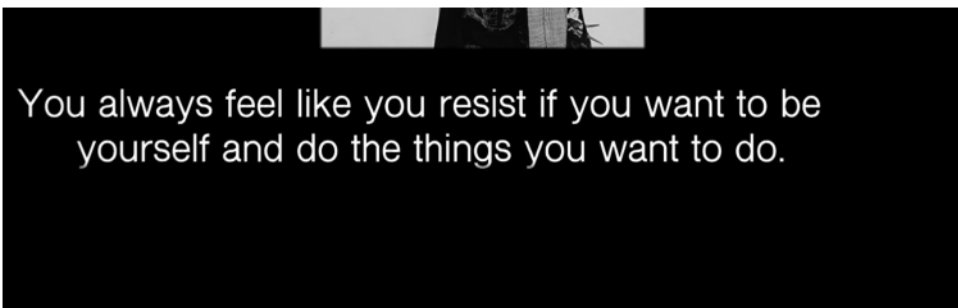 You always feel like you resist if you want to be
yourself and do the things you want to do.